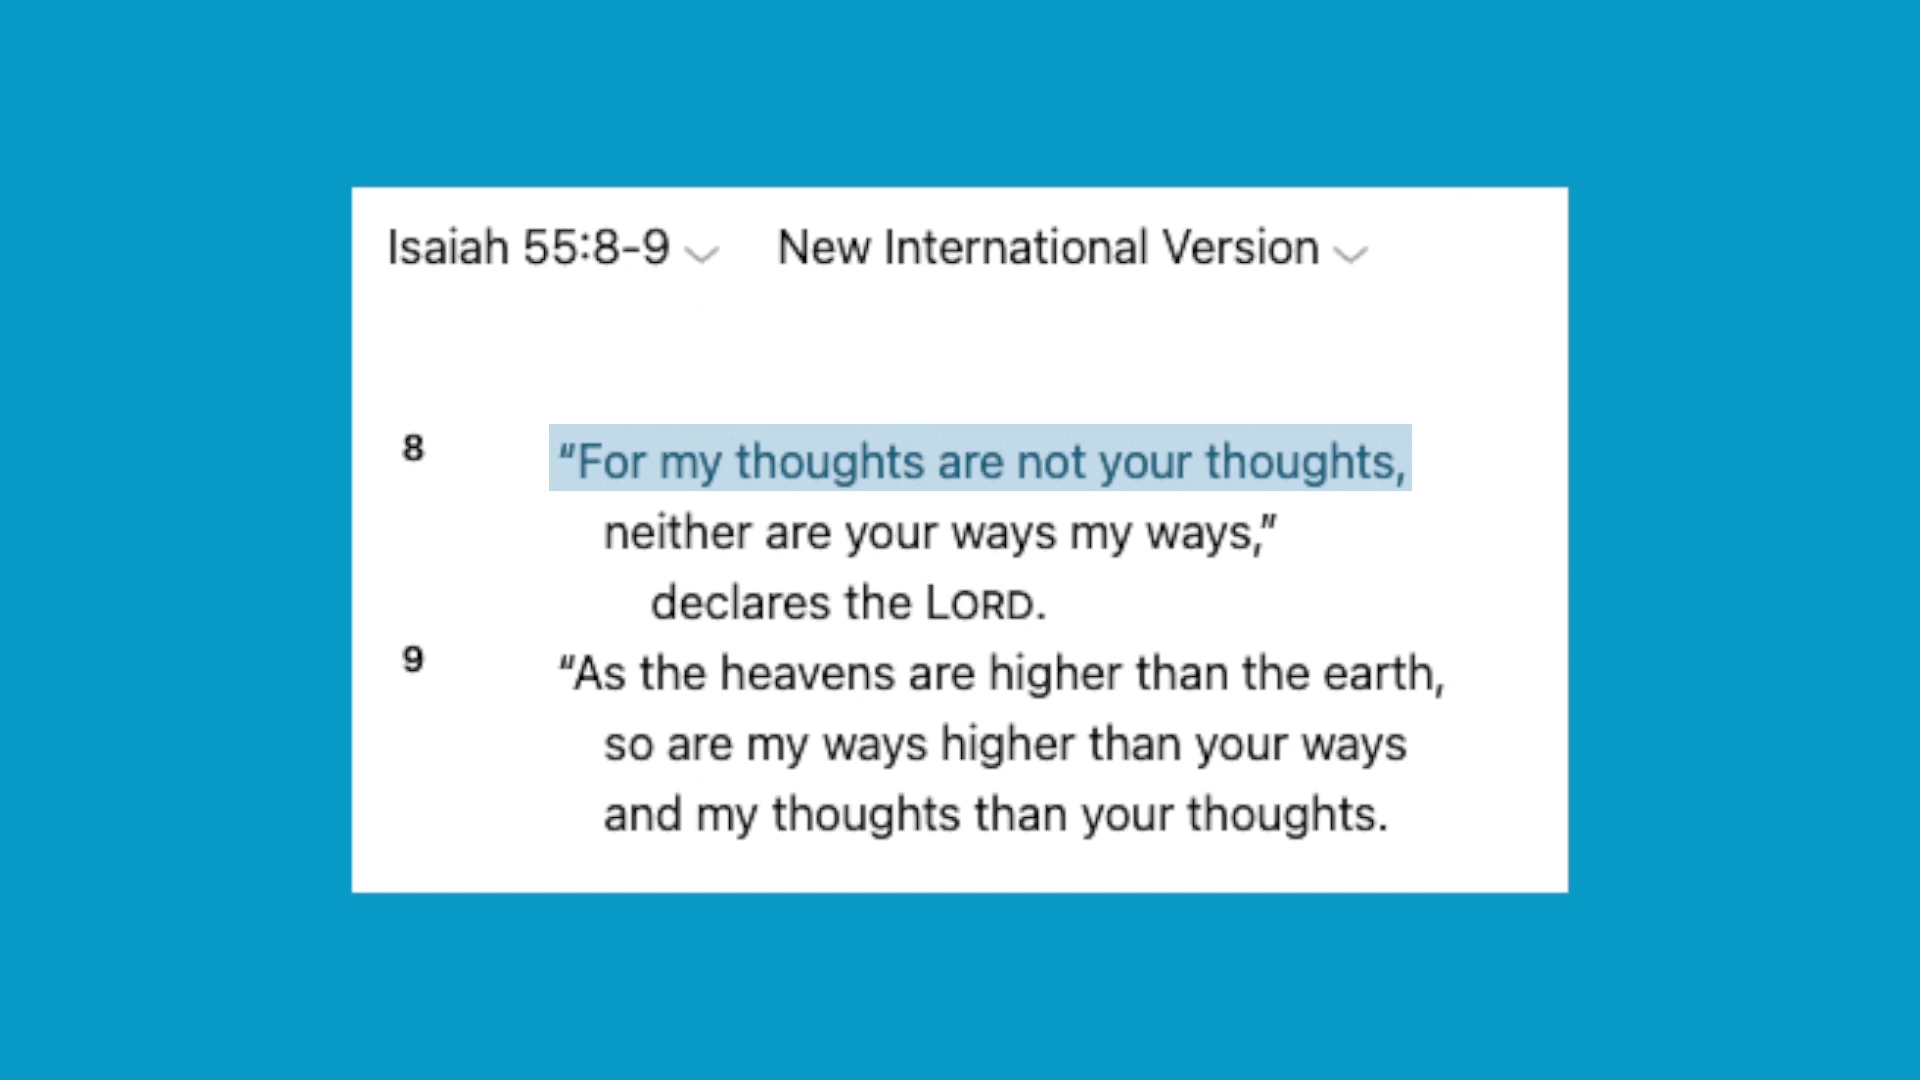 Isaiah 55:8-9 New International Version
8 “For my thoughts are not your thoughts,
neither are your ways my ways,”
declares the LORD.
9 “As the heavens are higher than the earth,
so are my ways higher than your ways
and my thoughts than your thoughts.